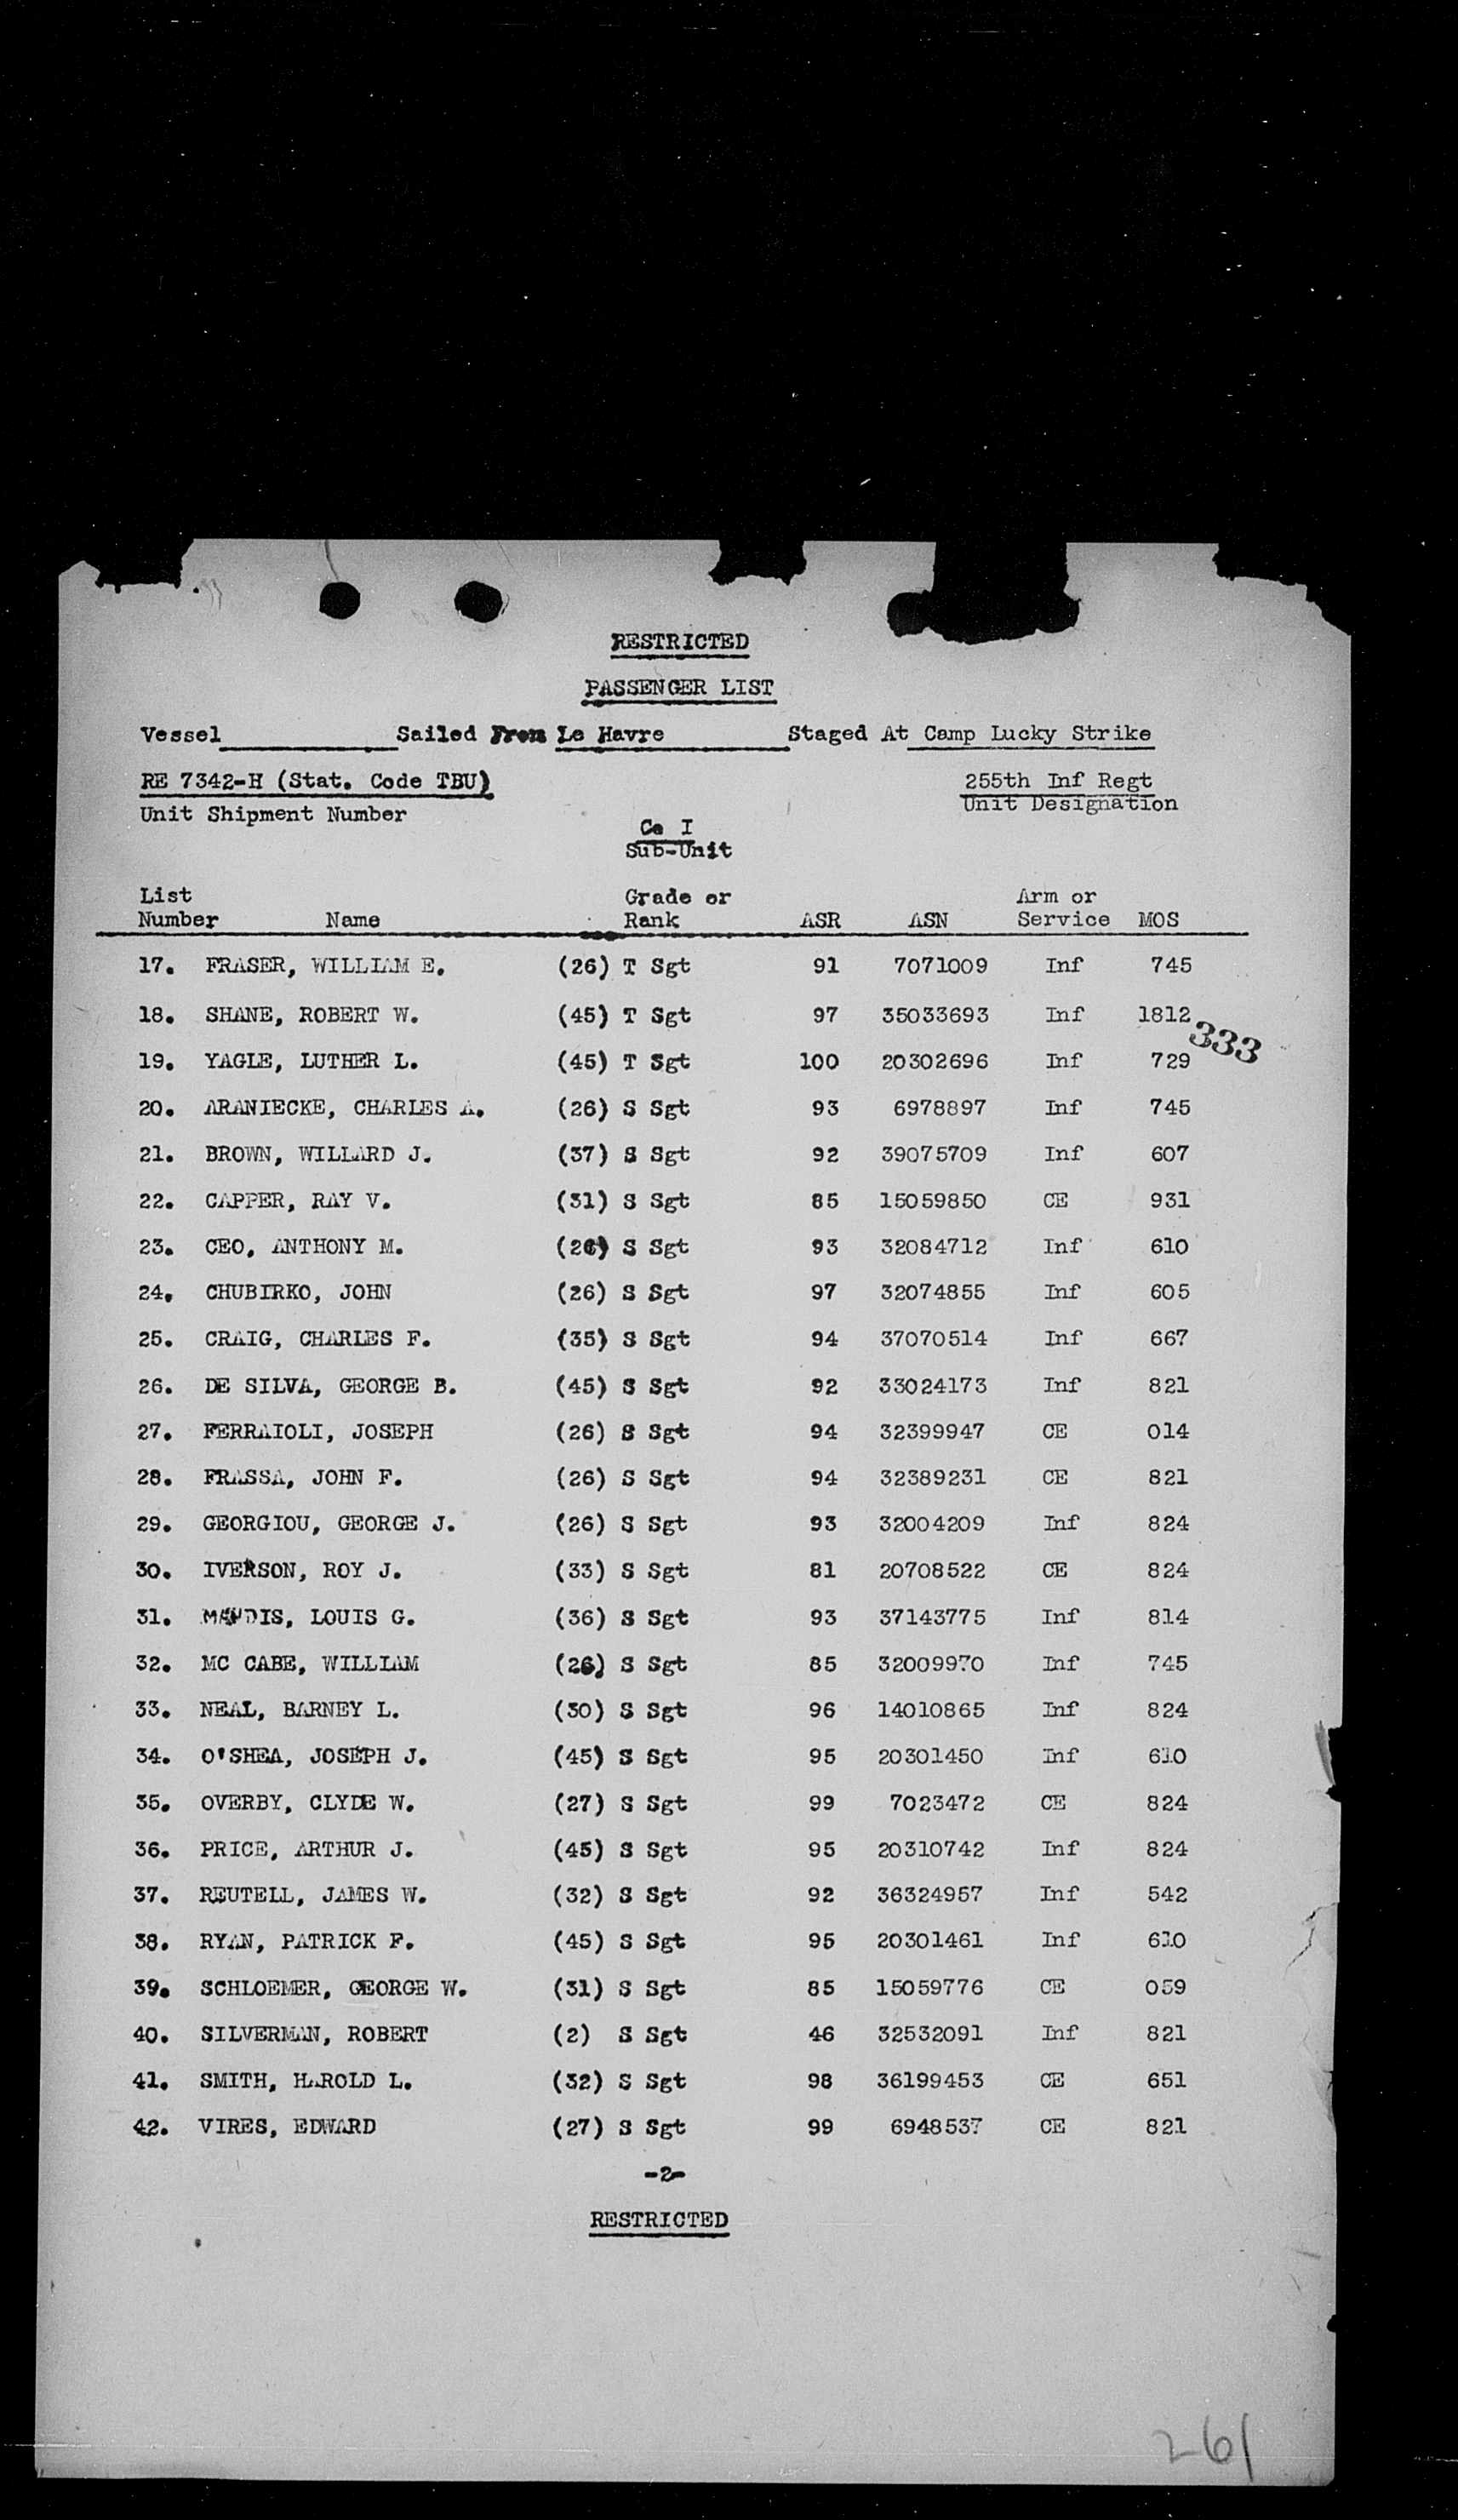 RESTRICTED
PASSENGER LIST
Vessel Sailed From Le Havre Staged At Camp Lucky Strike
RE 7342-H (Stat. Code TBU) 255th Inf Regt
Unit Shipment Number Unit Designation
Co I
Sub-Unit
List Grade or Arm or
Number Name Rank ASR ASN Service MOS
17. FRASER, WILLIAM E. (26) T Sgt 91 7071009 Inf 745
18. SHANE, ROBERT W. (45) T Sgt 97 35033693 Inf 1812
333
19. YAGLE, LUTHER L. (45) T Sgt 100 20302696 Inf 729
20. ARANIECKE, CHARLES A. (26) S Sgt 93 6978897 Inf 745
21. BROWN, WILLARD J. (37) S Sgt 92 39075709 Inf 607
22. CAPPER, RAY V. (31) S Sgt 85 15059850 CE 931
23. CEO, ANTHONY M. (26) S Sgt 93 32084712 Inf 610
24. CHUBIRKO, JOHN (26) S Sgt 97 32074855 Inf 605
25. CRAIG, CHARLES F. (35) S Sgt 94 37070514 Inf 667
26. DE SILVA, GEORGE B. (45) S Sgt 92 33024173 Inf 821
27. FERRAIOLI, JOSEPH (26) S Sgt 94 32399947 CE 014
28. FRASSA, JOHN F. (26) S Sgt 94 32389231 CE 821
29. GEORGIOU, GEORGE J. (26) S Sgt 93 32004209 Inf 824
30. IVERSON, ROY J. (33) S Sgt 81 20708522 CE 824
31. LOUIS G. (36) S Sgt 93 37143775 Inf 814
32. MC CABE, WILLIAM (26) S Sgt 85 32009970 Inf 745
33. NEAL, BARNEY L. (30) S Sgt 96 14010865 Inf 824
34. O'SHEA, JOSEPH J. (45) S Sgt 95 20301450 Inf 610
35. OVERBY, CLYDE W. (27) S Sgt 99 7023472 CE 824
36. PRICE, ARTHUR J. (45) S Sgt 95 20310742 Inf 824
37. REUTELL, JAMES W. (32) S Sgt 92 36324957 Inf 542
38. RYAN, PATRICK F. (45) S Sgt 95 20301461 Inf 610
39. SCHLOEMER, GEORGE W. (31) S Sgt 85 15059776 CE 059
40. SILVERMAN, ROBERT (2) S Sgt 46 32532091 Inf 821
41. SMITH, HAROLD L. (32) S Sgt 98 36199453 CE 651
42. VIRES, EDWARD (27) S Sgt 99 6948537 CE 821
-2-
RESTRICTED
261